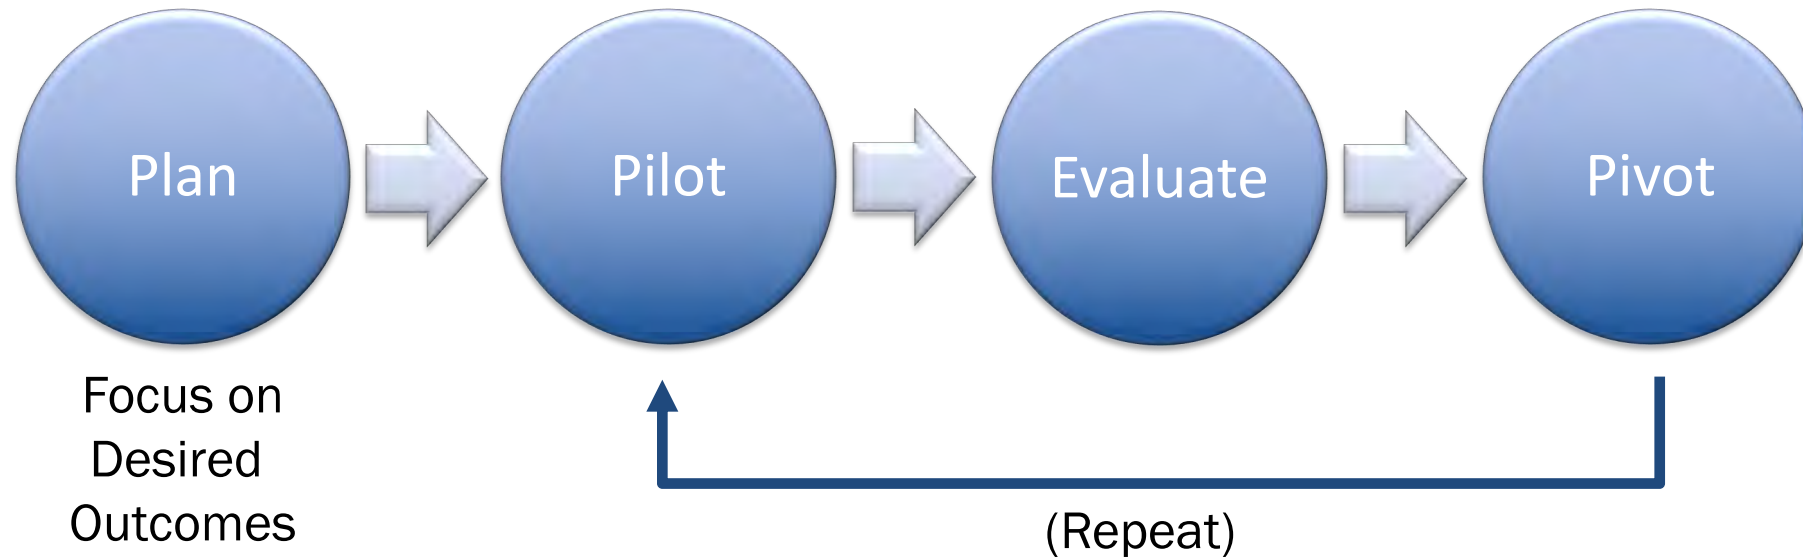 Plan
Pilot
Evaluate
Pivot
Focus on
Desired
Outcomes
(Repeat)